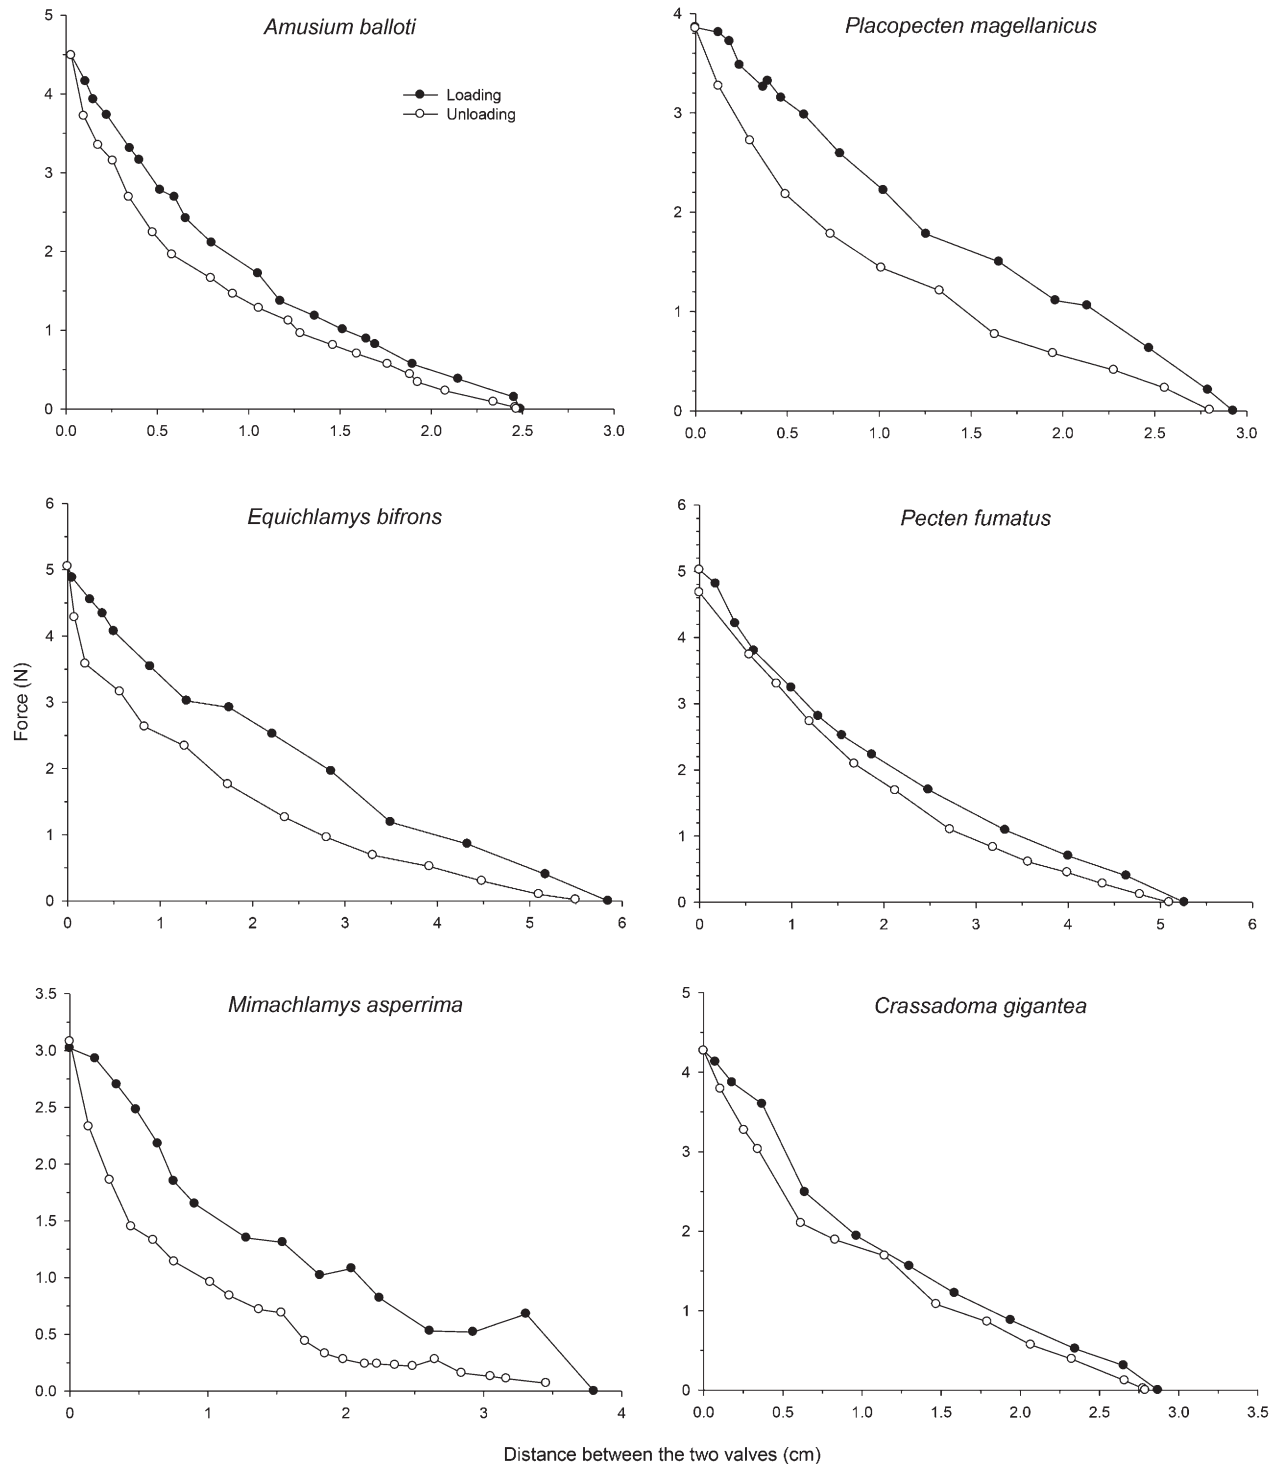 Amusium balloti
5
4
3
2
1
0
Loading
Unloading
0.0 0.5 1.0 1.5 2.0 2.5 3.0
Placopecten magellanicus
4
3
2
1
0
0.0 0.5 1.0 1.5 2.0 2.5 3.0
Force (N)
Equichlamys bifrons
6
5
4
3
2
1
0
0 1 2 3 4 5 6
Pecten fumatus
6
5
4
3
2
1
0
0 1 2 3 4 5 6
Mimachlamys asperrima
3.5
3.0
2.5
2.0
1.5
1.0
0.5
0.0
0 1 2 3 4
Crassadoma gigantea
5
4
3
2
1
0
0.0 0.5 1.0 1.5 2.0 2.5 3.0 3.5
Distance between the two valves (cm)